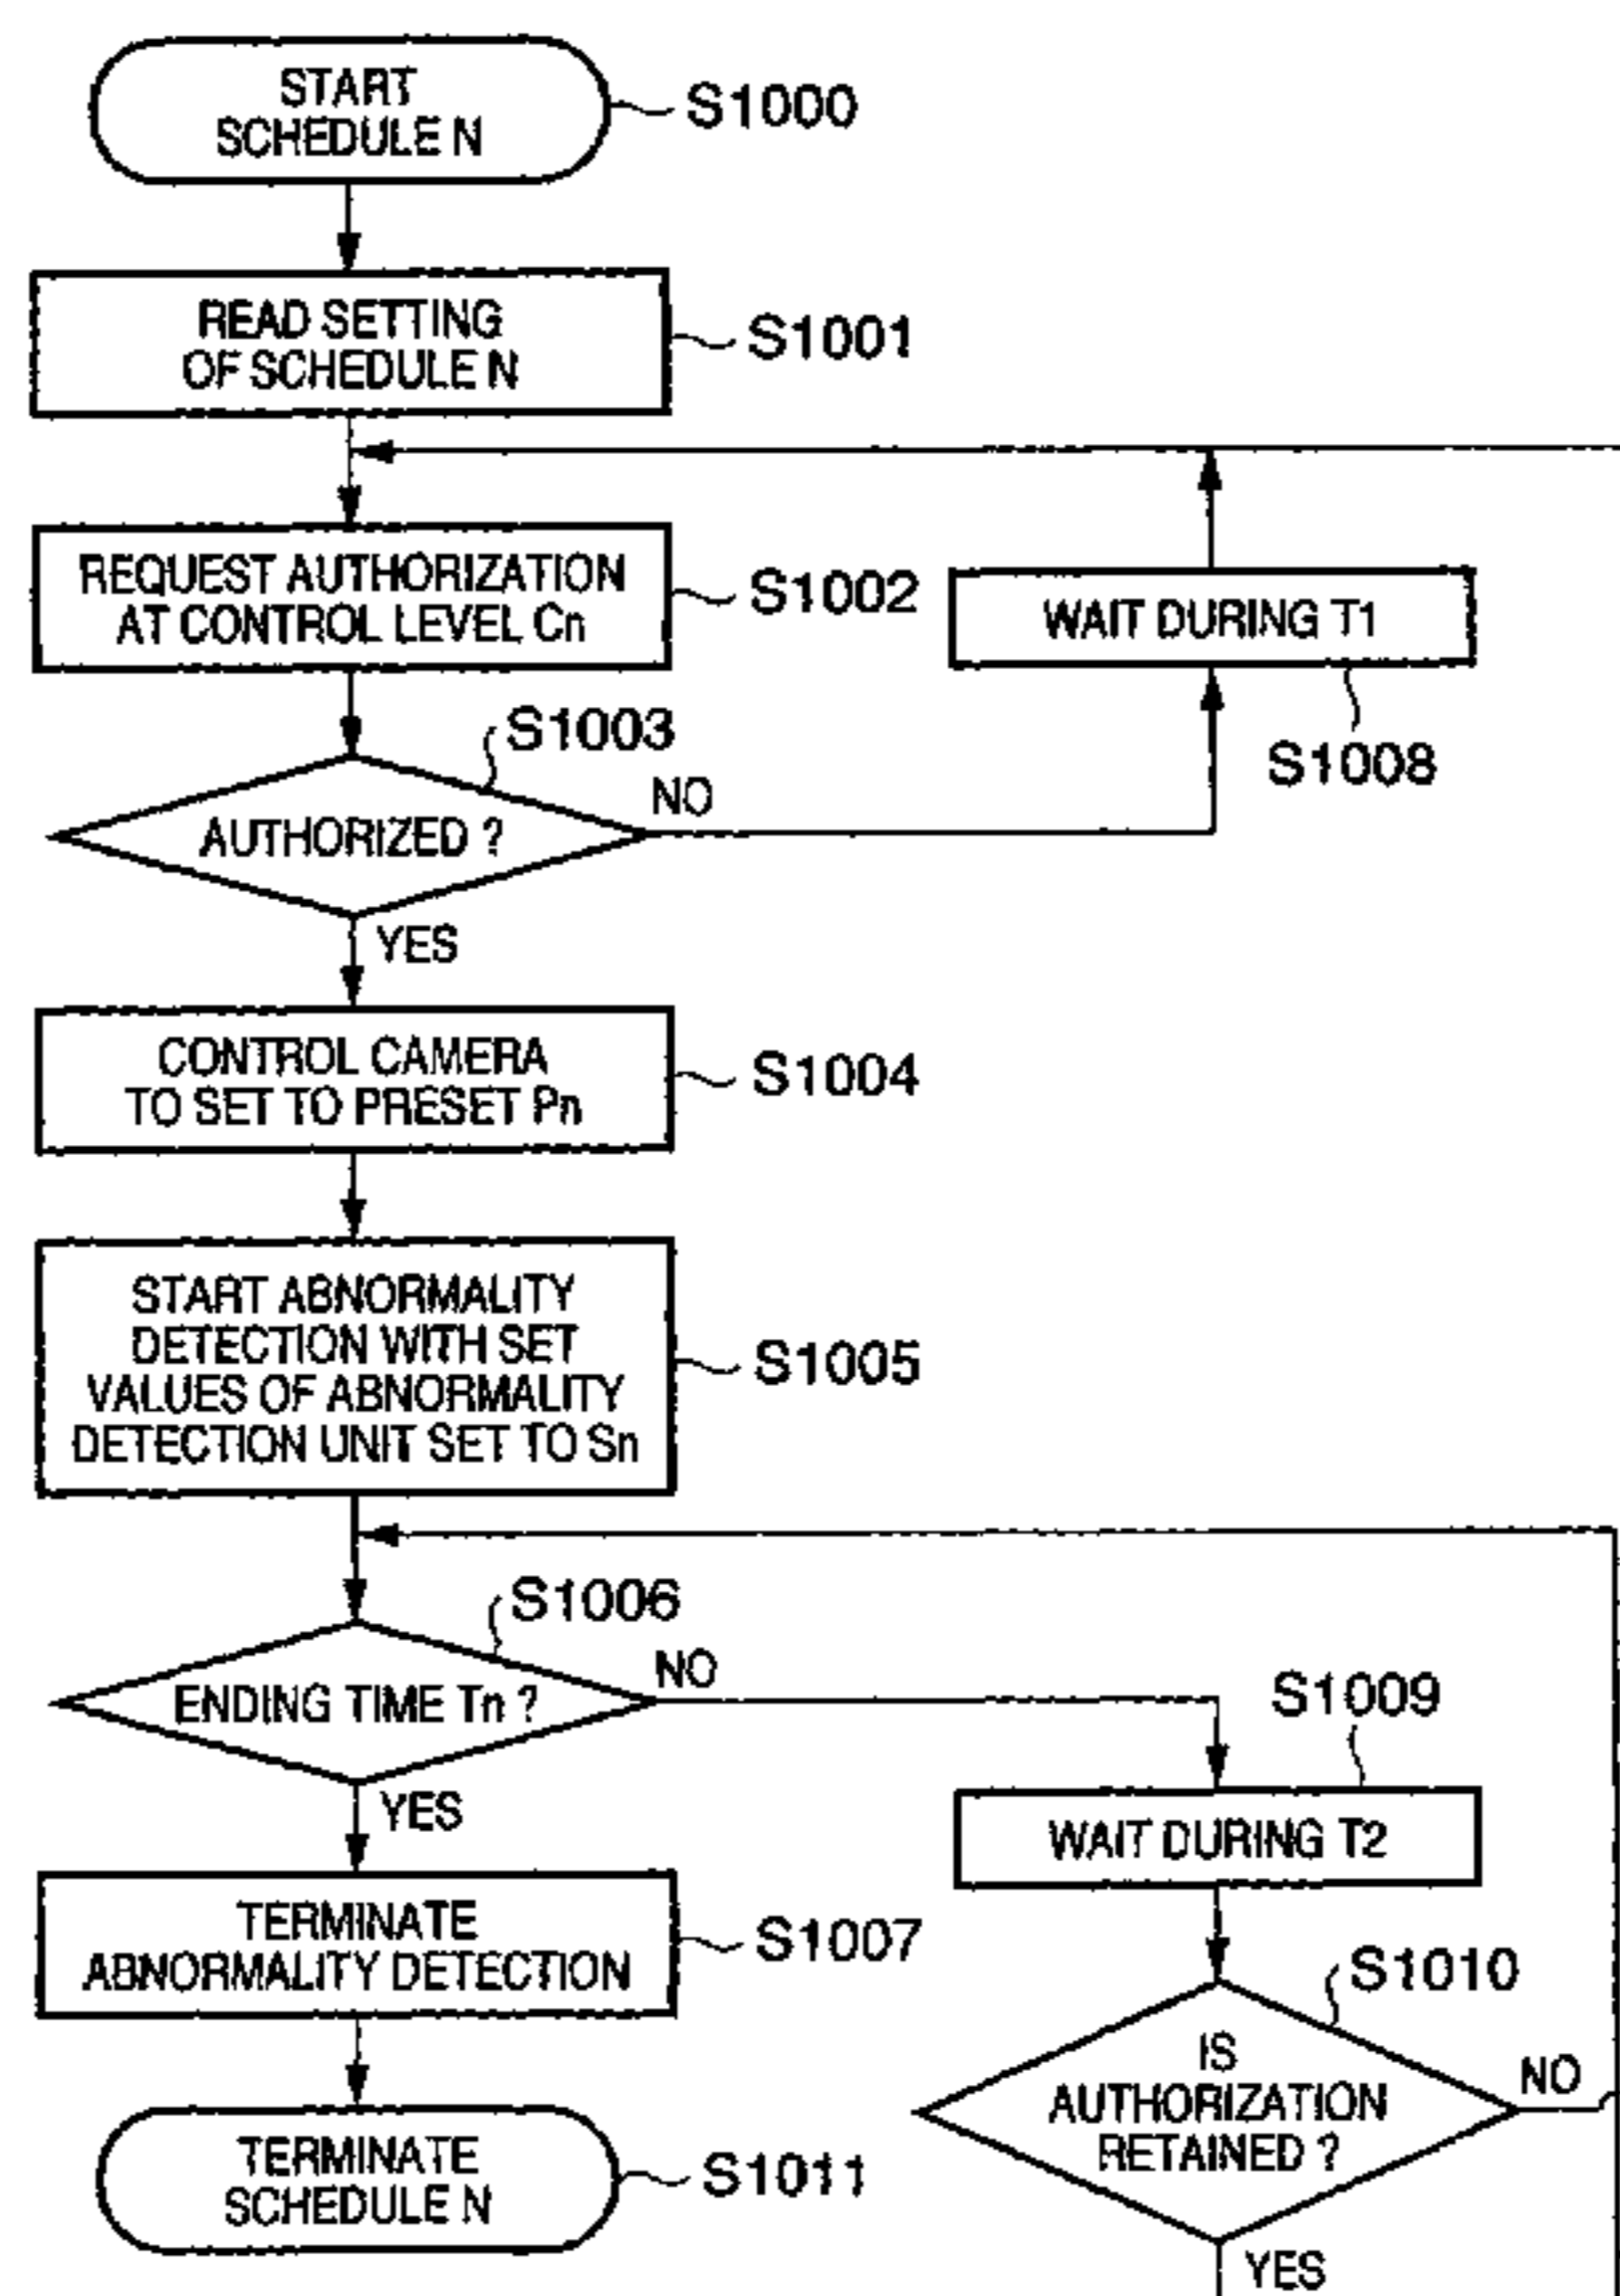 START
SCHEDULE N
S1000
READ SETTING
OF SCHEDULE N
S1001
REQUEST AUTHORIZATION
AT CONTROL LEVEL Cn
S1002
WAIT DURING T1
S1008
S1003
AUTHORIZED ?
NO
YES
CONTROL CAMERA
TO SET TO PRESET Pn
S1004
START ABNORMALITY
DETECTION WITH SET
VALUES OF ABNORMALITY
DETECTION UNIT SET TO Sn
S1005
S1006
ENDING TIME Tn ?
NO
YES
S1009
WAIT DURING T2
TERMINATE
ABNORMALITY DETECTION
S1007
S1010
IS
AUTHORIZATION
RETAINED ?
NO
YES
TERMINATE
SCHEDULE N
S1011